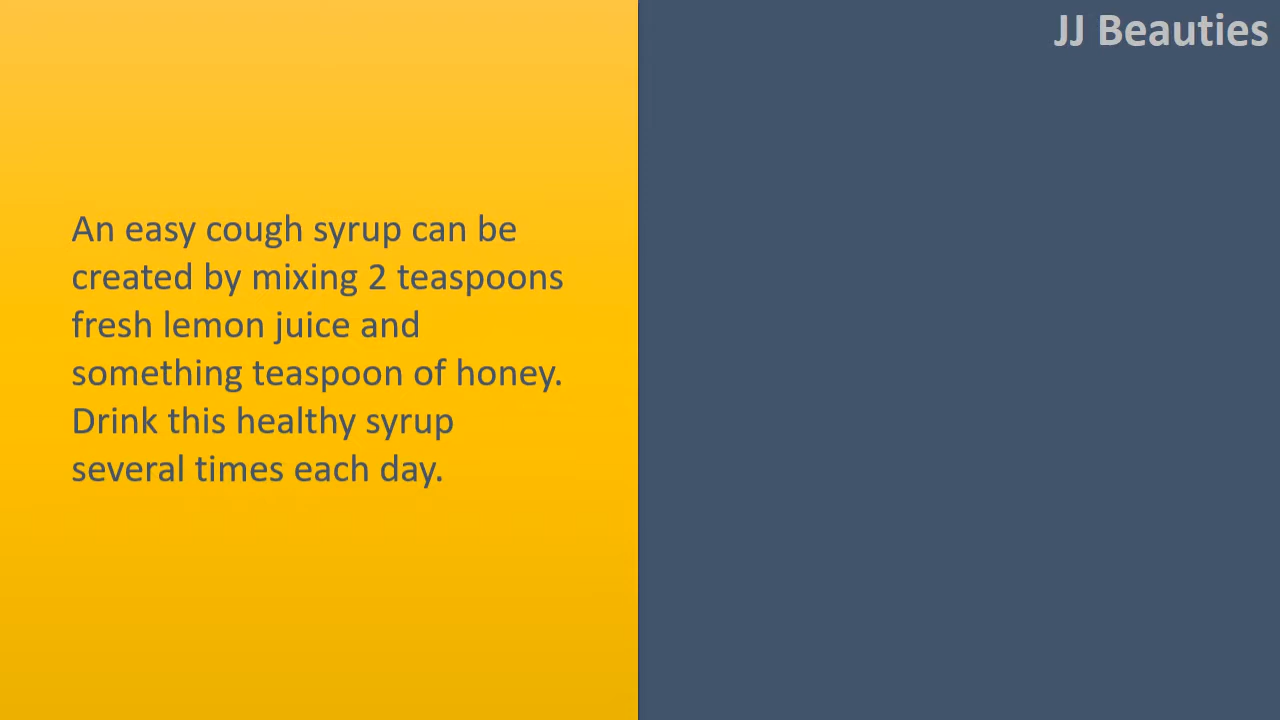 JJ Beauties
An easy cough syrup can be
created by mixing 2 teaspoons
fresh lemon juice and
something teaspoon of honey.
Drink this healthy syrup
several times each day.